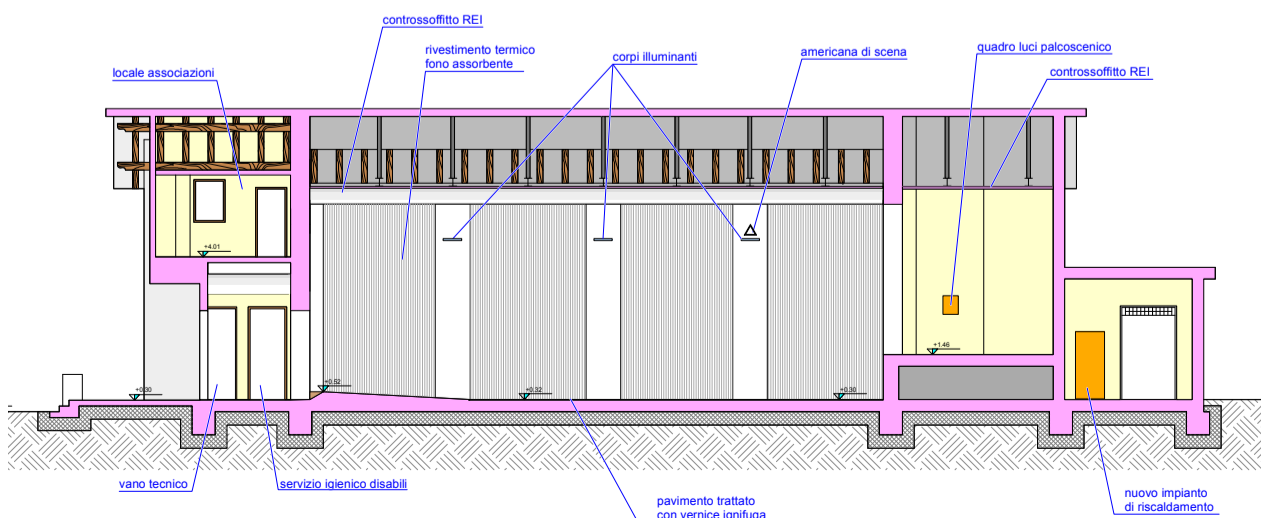 controssoffitto REI
rivestimento termico
fono assorbente
corpi illuminanti
americana di scena
quadro luci palcoscenico
controssoffitto REI
locale associazioni
+4.01
+1.46
+0.30
+0.52
+0.32
+0.30
vano tecnico
servizio igienico disabili
pavimento trattato
con vernice ignifuga
nuovo impianto
di riscaldamento